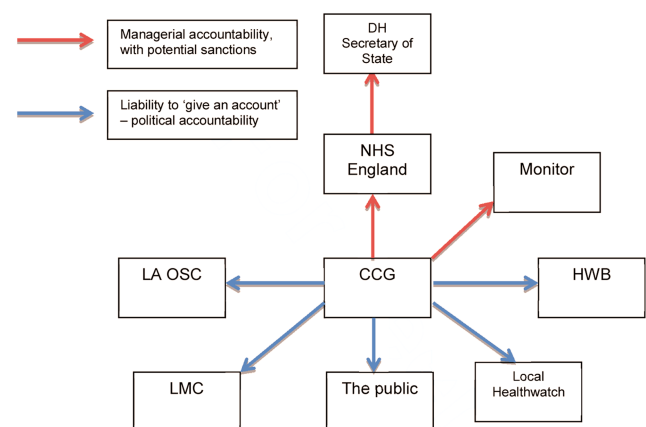 Managerial accountability,
with potential sanctions
DH
Secretary of
State
Liability to ‘give an account’
– political accountability
NHS
England
Monitor
LA OSC
CCG
HWB
LMC
The public
Local
Healthwatch